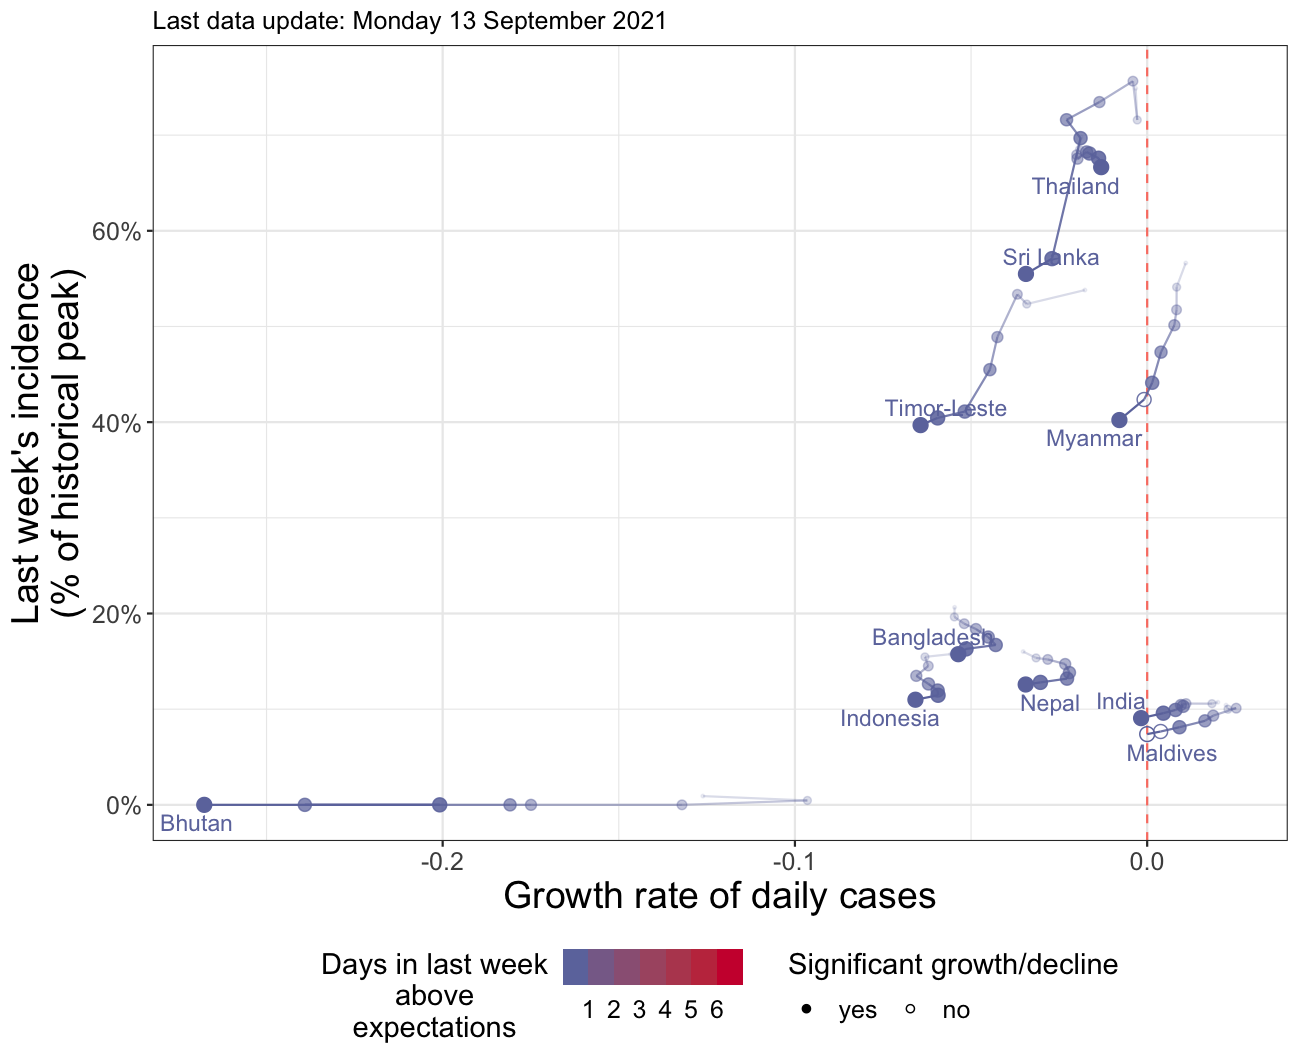 Last data update: Monday 13 September 2021
Last week's incidence
(% of historical peak)
60%
40%
20%
0%
Thailand
Sri Lanka
Timor-Leste
Myanmar
Bangladesh
Indonesia
Nepal
India
Maldives
Bhutan
-0.2
-0.1
0.0
Growth rate of daily cases
Days in last week
above
expectations
1 2 3 4 5 6
Significant growth/decline
yes no